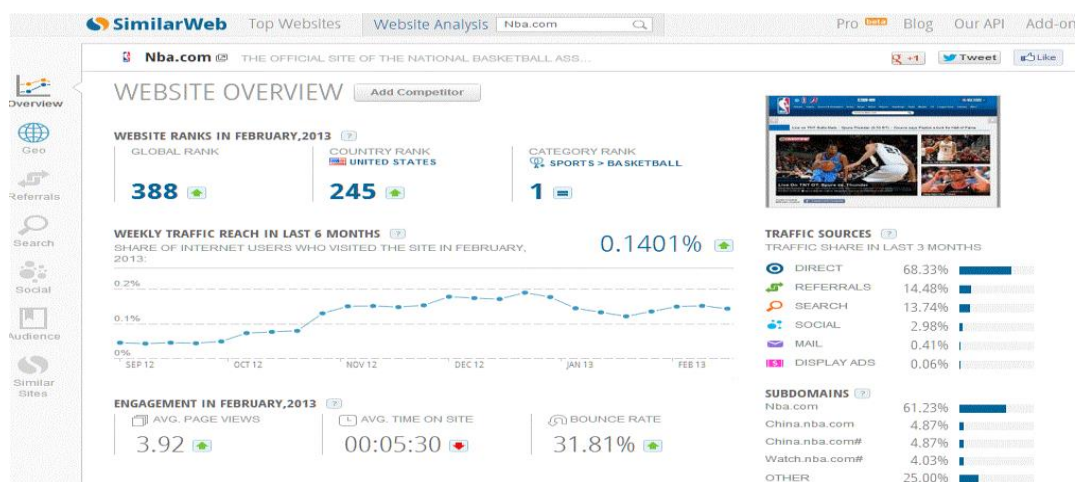 SimilarWeb Top Websites Website Analysis Nba.com Pro beta Blog Our API Add-on
Nba.com THE OFFICIAL SITE OF THE NATIONAL BASKETBALL ASS... +1 Tweet Like
Overview
Geo
Referrals
Search
Social
Audience
Similar
Sites
WEBSITE OVERVIEW Add Competitor
WEBSITE RANKS IN FEBRUARY,2013 ?
GLOBAL RANK COUNTRY RANK CATEGORY RANK
UNITED STATES SPORTS > BASKETBALL
388 245 1
WEEKLY TRAFFIC REACH IN LAST 6 MONTHS ?
SHARE OF INTERNET USERS WHO VISITED THE SITE IN FEBRUARY,
2013:
0.1401%
0.2%
0.1%
0%
SEP 12 OCT 12 NOV 12 DEC 12 JAN 13 FEB 13
ENGAGEMENT IN FEBRUARY,2013 ?
AVG. PAGE VIEWS AVG. TIME ON SITE BOUNCE RATE
3.92 00:05:30 31.81%
TRAFFIC SOURCES ?
TRAFFIC SHARE IN LAST 3 MONTHS
DIRECT 68.33%
REFERRALS 14.48%
SEARCH 13.74%
SOCIAL 2.98%
MAIL 0.41%
DISPLAY ADS 0.06%
SUBDOMAINS ?
Nba.com 61.23%
China.nba.com 4.87%
China.nba.com# 4.87%
Watch.nba.com# 4.03%
OTHER 25.00%